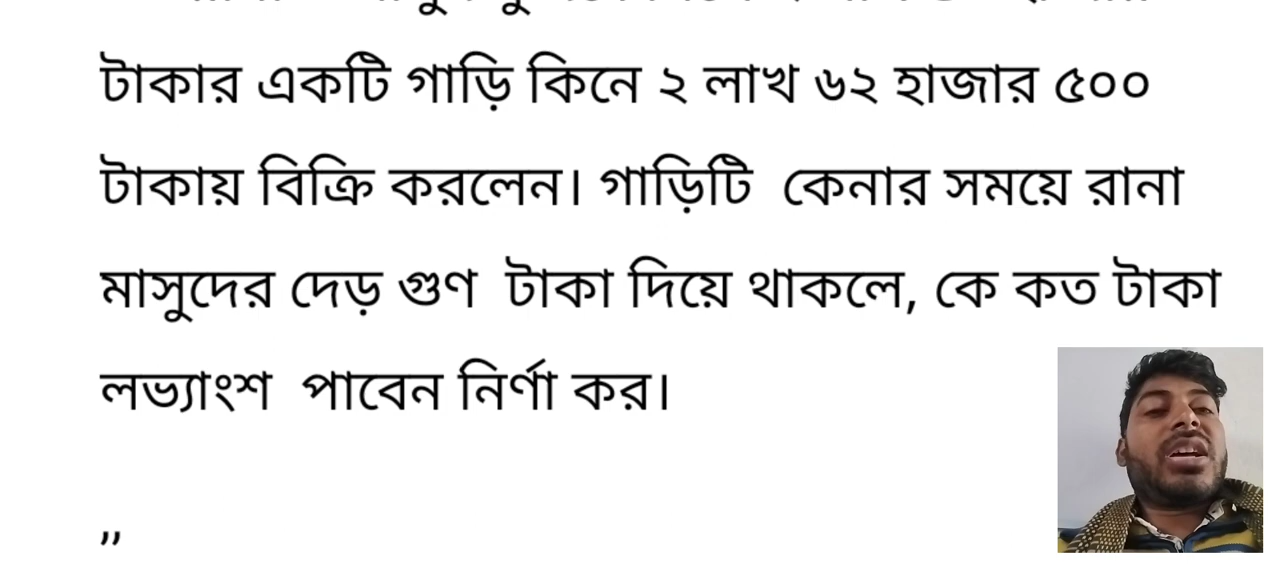 টাকার একটি গাড়ি কিনে ২ লাখ ৬২ হাজার ৫০০
টাকায় বিক্রি করলেন। গাড়িটি কেনার সময়ে রানা
মাসুদের দেড় গুণ টাকা দিয়ে থাকলে, কে কত টাকা
লভ্যাংশ পাবেন নির্ণা কর।
”